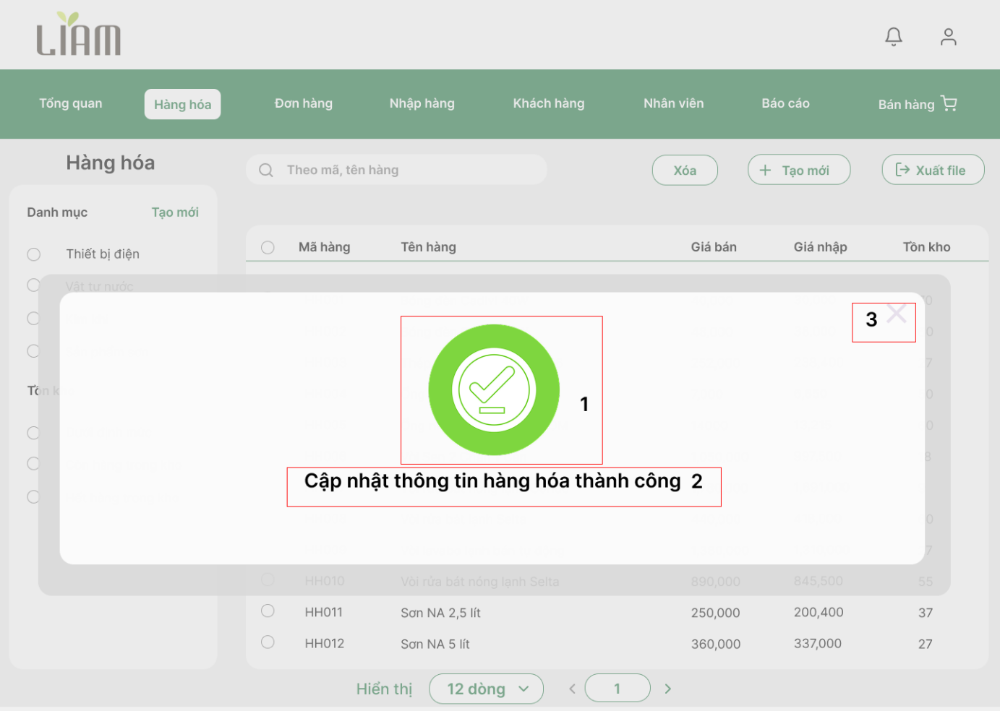 LIAM
Tổng quan
Hàng hóa
Đơn hàng
Nhập hàng
Khách hàng
Nhân viên
Báo cáo
Bán hàng
Hàng hóa
Theo mã, tên hàng
Xóa
+ Tạo mới
Xuất file
Danh mục
Tạo mới
Thiết bị điện
Vật tư nước
Mã hàng
Tên hàng
Giá bán
Giá nhập
Tồn kho
3
1
Cập nhật thông tin hàng hóa thành công 2
HH010 Vòi rửa bát nóng lạnh Selta 890,000 845,500 55
HH011 Sơn NA 2,5 lít 250,000 200,400 37
HH012 Sơn NA 5 lít 360,000 337,000 27
Hiển thị
12 dòng
1